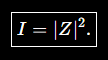 I = |Z|².